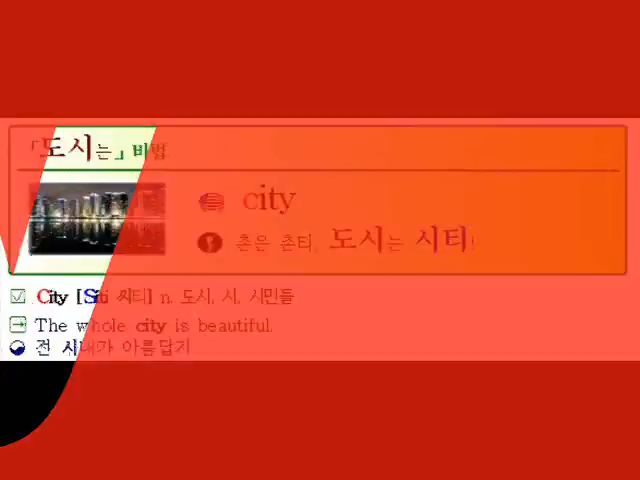 「도시는」 비법
city
촌은 촌티, 도시는 시티!
City [Siti 씨티] n. 도시, 시, 시민들
The whole city is beautiful.
전 시내가 아름답지